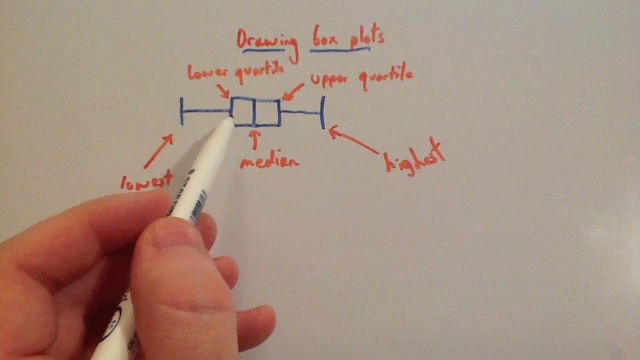 Drawing box plots
lower quartile
upper quartile
lowest
median
highest